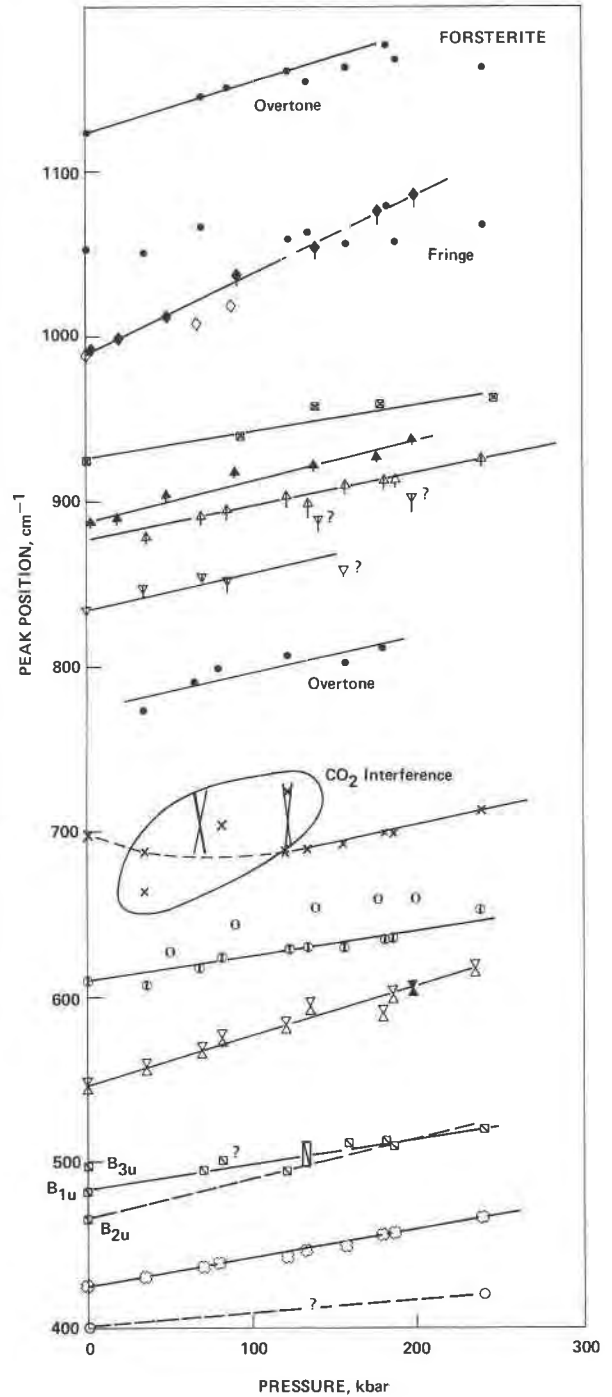 FORSTERITE
Overtone
1100
Fringe
1000
900
?
?
PEAK POSITION, cm⁻¹
800
Overtone
CO₂ Interference
700
600
?
500
B₃ᵤ
B₁ᵤ
B₂ᵤ
?
400
0 100 200 300
PRESSURE, kbar